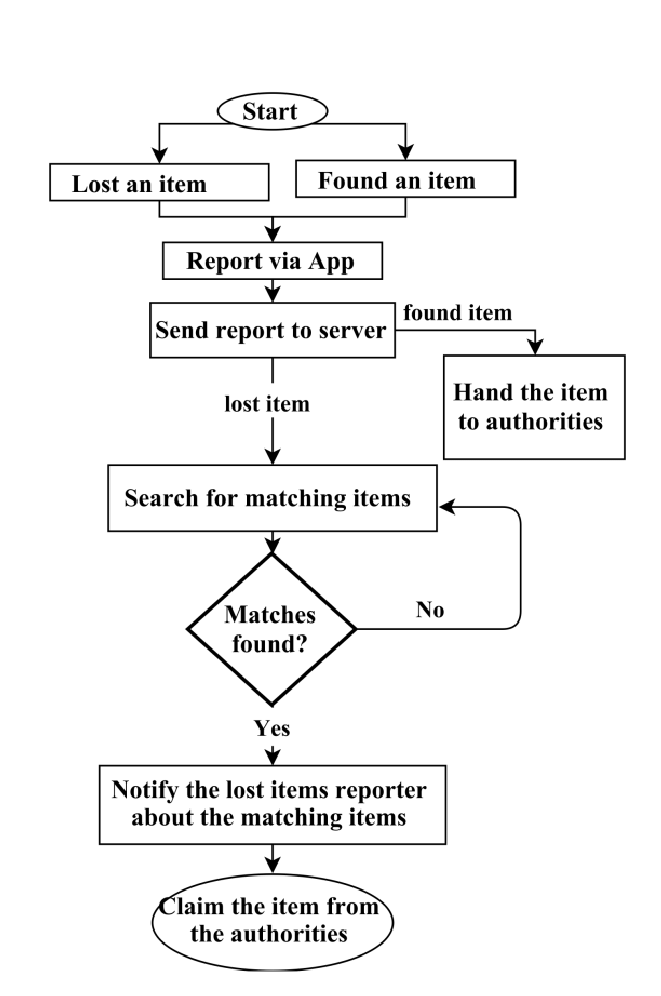 Start
Lost an item
Found an item
Report via App
Send report to server
found item
Hand the item
to authorities
lost item
Search for matching items
Matches
found?
No
Yes
Notify the lost items reporter
about the matching items
Claim the item from
the authorities